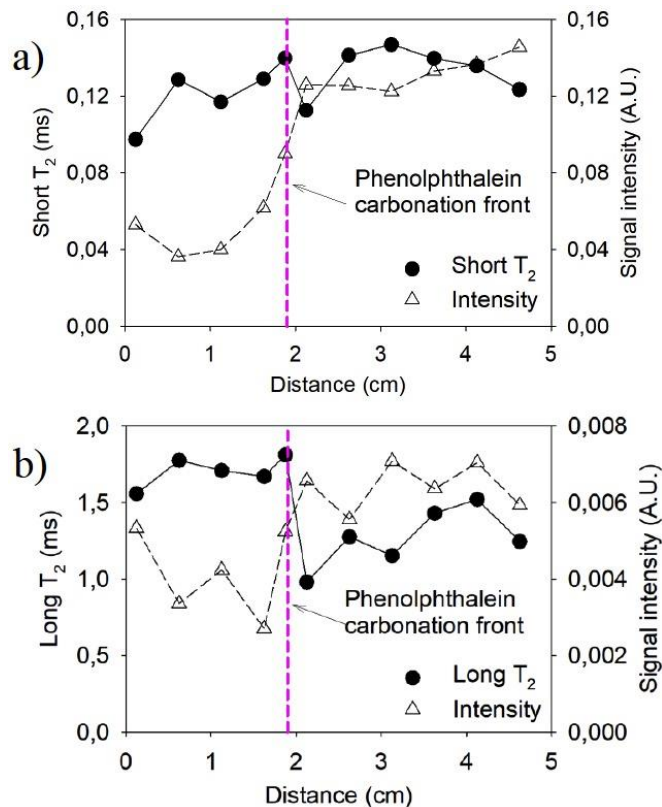 a)
0,16
0,12
0,08
0,04
0,00
Short T₂ (ms)
0,16
0,12
0,08
0,04
0,00
Signal intensity (A.U.)
Phenolphthalein
carbonation front
Short T₂
Intensity
0 1 2 3 4 5
Distance (cm)
b)
2,0
1,5
1,0
0,5
0,0
Long T₂ (ms)
0,008
0,006
0,004
0,002
0,000
Signal intensity (A.U.)
Phenolphthalein
carbonation front
Long T₂
Intensity
0 1 2 3 4 5
Distance (cm)